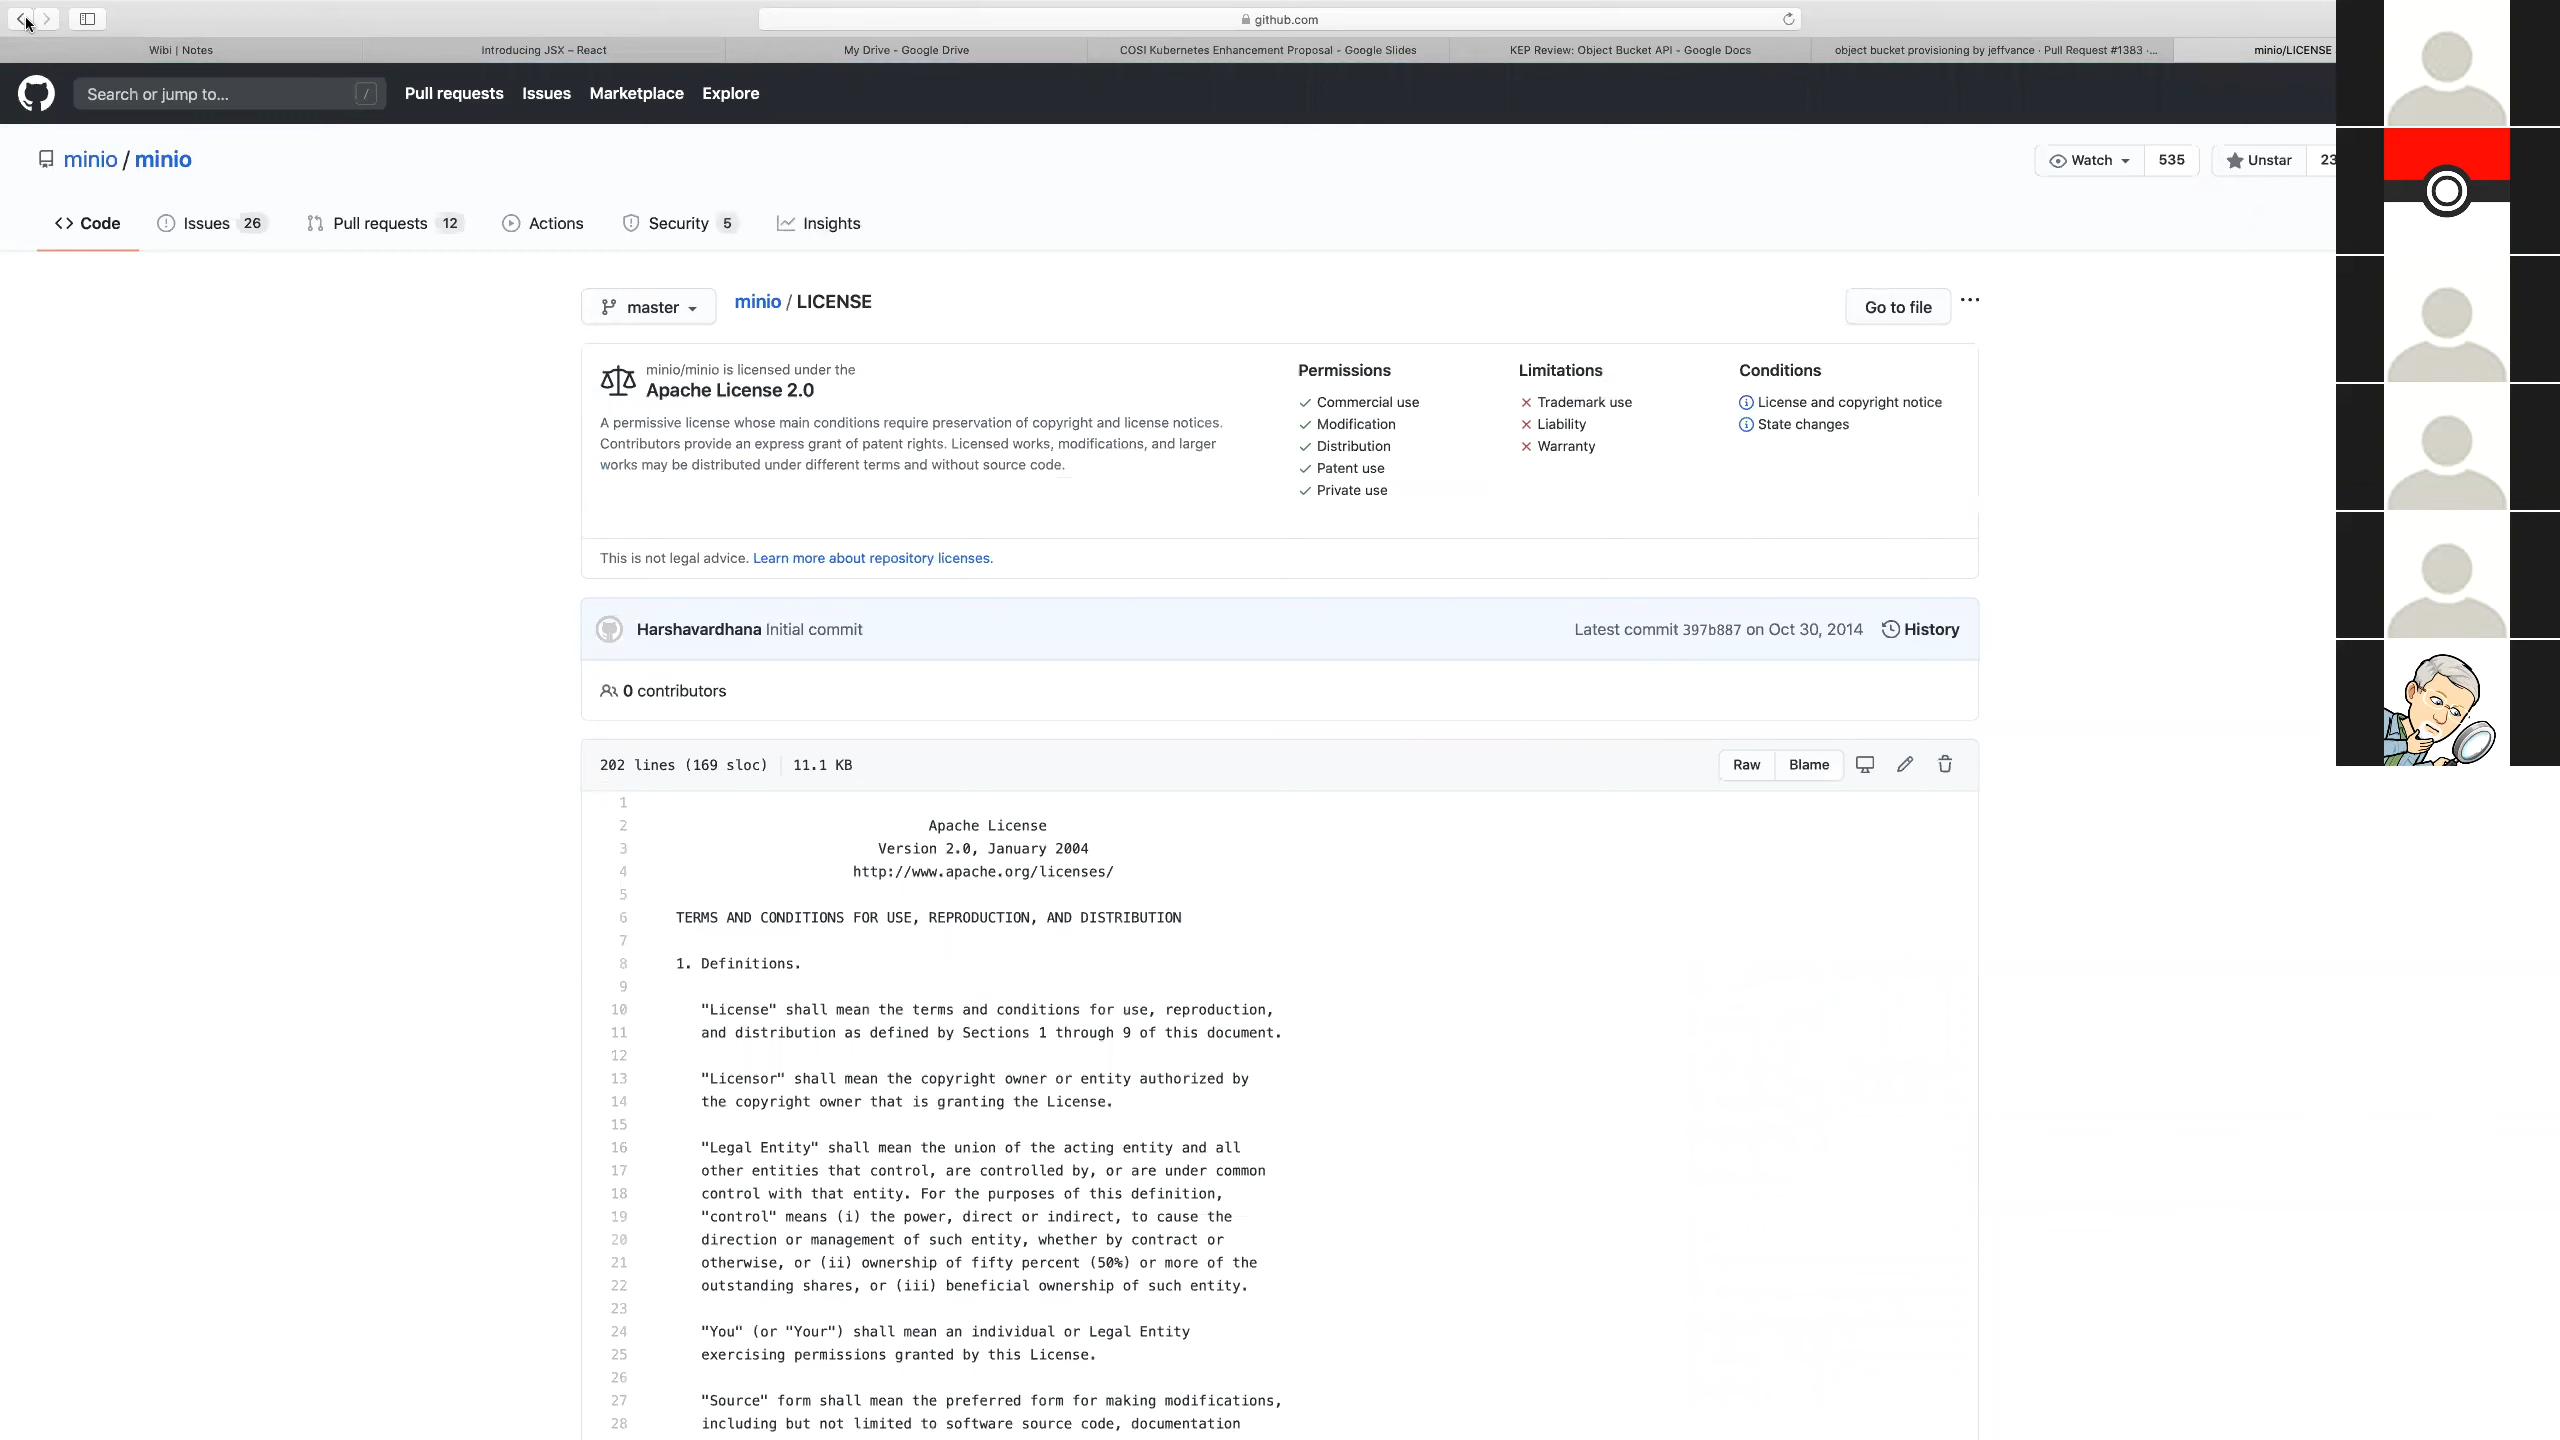 github.com
Wibi | Notes
Introducing JSX – React
My Drive - Google Drive
COSI Kubernetes Enhancement Proposal - Google Slides
KEP Review: Object Bucket API - Google Docs
object bucket provisioning by jeffvance · Pull Request #1383 ·...
minio/LICENSE
Search or jump to... /
Pull requests Issues Marketplace Explore
minio / minio
Watch 535
Unstar 23
Code
Issues 26
Pull requests 12
Actions
Security 5
Insights
master
minio / LICENSE
Go to file
minio/minio is licensed under the
Apache License 2.0
A permissive license whose main conditions require preservation of copyright and license notices.
Contributors provide an express grant of patent rights. Licensed works, modifications, and larger
works may be distributed under different terms and without source code.
Permissions
Commercial use
Modification
Distribution
Patent use
Private use
Limitations
Trademark use
Liability
Warranty
Conditions
License and copyright notice
State changes
This is not legal advice. Learn more about repository licenses.
Harshavardhana Initial commit
Latest commit 397b887 on Oct 30, 2014
History
0 contributors
202 lines (169 sloc) 11.1 KB
Raw Blame
1
2 Apache License
3 Version 2.0, January 2004
4 http://www.apache.org/licenses/
5
6 TERMS AND CONDITIONS FOR USE, REPRODUCTION, AND DISTRIBUTION
7
8 1. Definitions.
9
10 "License" shall mean the terms and conditions for use, reproduction,
11 and distribution as defined by Sections 1 through 9 of this document.
12
13 "Licensor" shall mean the copyright owner or entity authorized by
14 the copyright owner that is granting the License.
15
16 "Legal Entity" shall mean the union of the acting entity and all
17 other entities that control, are controlled by, or are under common
18 control with that entity. For the purposes of this definition,
19 "control" means (i) the power, direct or indirect, to cause the
20 direction or management of such entity, whether by contract or
21 otherwise, or (ii) ownership of fifty percent (50%) or more of the
22 outstanding shares, or (iii) beneficial ownership of such entity.
23
24 "You" (or "Your") shall mean an individual or Legal Entity
25 exercising permissions granted by this License.
26
27 "Source" form shall mean the preferred form for making modifications,
28 including but not limited to software source code, documentation